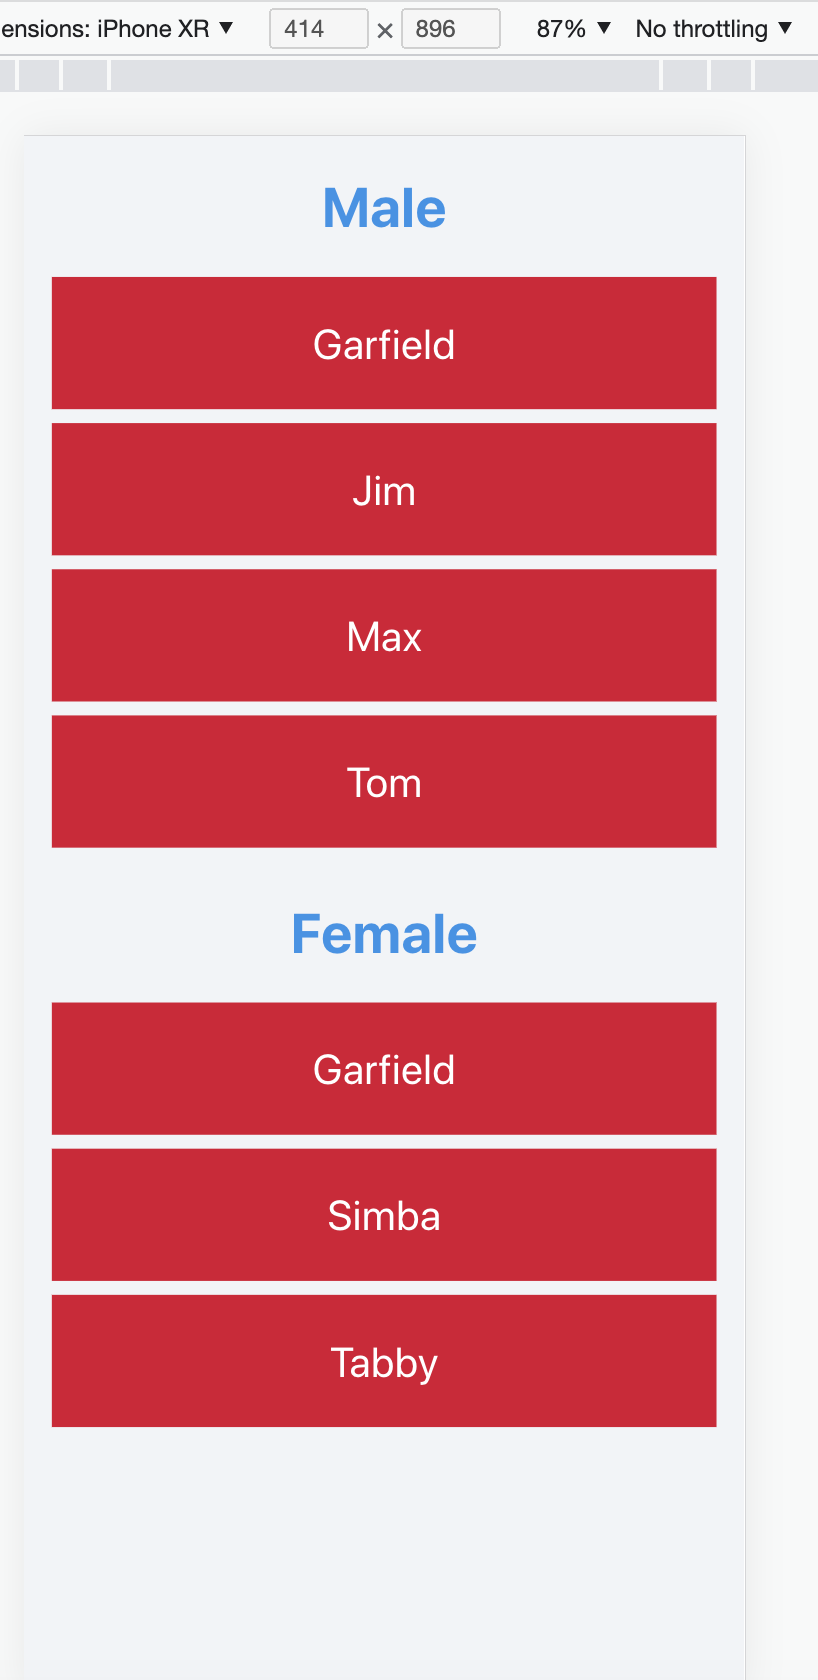 ensions: iPhone XR ▼ 414 × 896 87% ▼ No throttling ▼
Male
Garfield
Jim
Max
Tom
Female
Garfield
Simba
Tabby